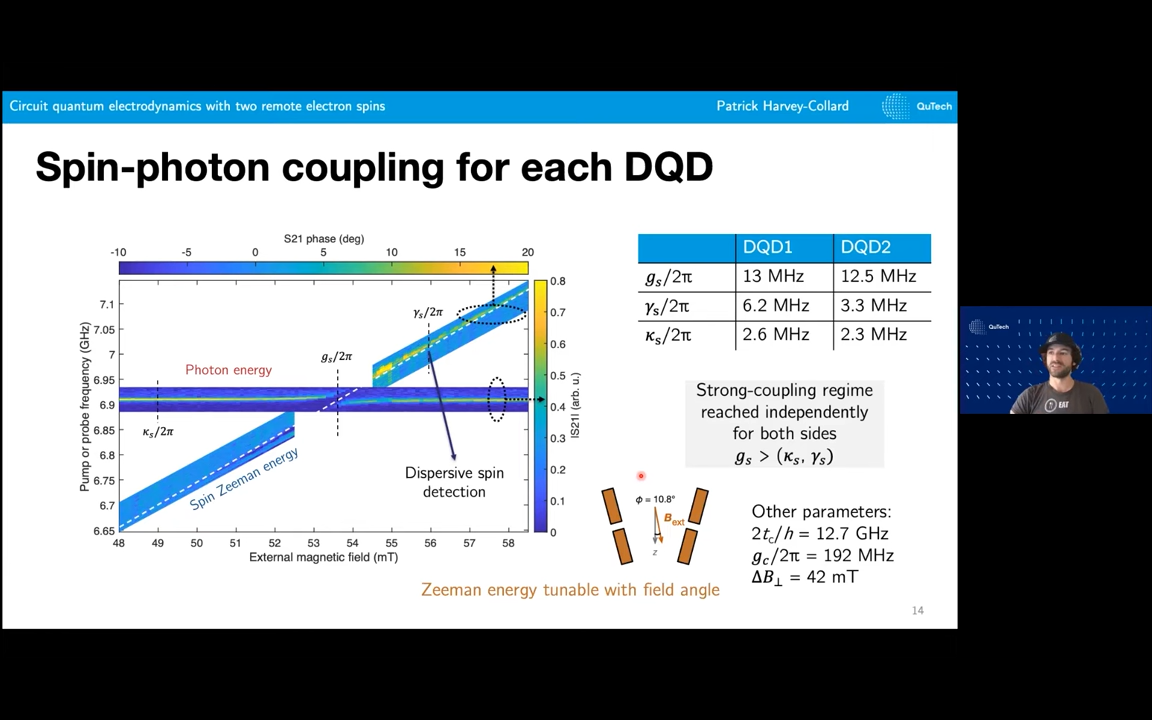 Circuit quantum electrodynamics with two remote electron spins
Patrick Harvey-Collard
QuTech
Spin-photon coupling for each DQD
S21 phase (deg)
-10 -5 0 5 10 15 20
Pump or probe frequency (GHz)
7.1
7.05
7
6.95
6.9
6.85
6.8
6.75
6.7
6.65
Photon energy
κs/2π
gs/2π
γs/2π
Spin Zeeman energy
Dispersive spin
detection
48 49 50 51 52 53 54 55 56 57 58
External magnetic field (mT)
0.8
0.7
0.6
0.5
0.4
0.3
0.2
0.1
0
|S21| (arb. u.)
DQD1 DQD2
gs/2π 13 MHz 12.5 MHz
γs/2π 6.2 MHz 3.3 MHz
κs/2π 2.6 MHz 2.3 MHz
Strong-coupling regime
reached independently
for both sides
gs > (κs, γs)
ϕ = 10.8°
Bext
z
Other parameters:
2tc/h = 12.7 GHz
gc/2π = 192 MHz
ΔB⊥ = 42 mT
Zeeman energy tunable with field angle
14
QuTech
EAT